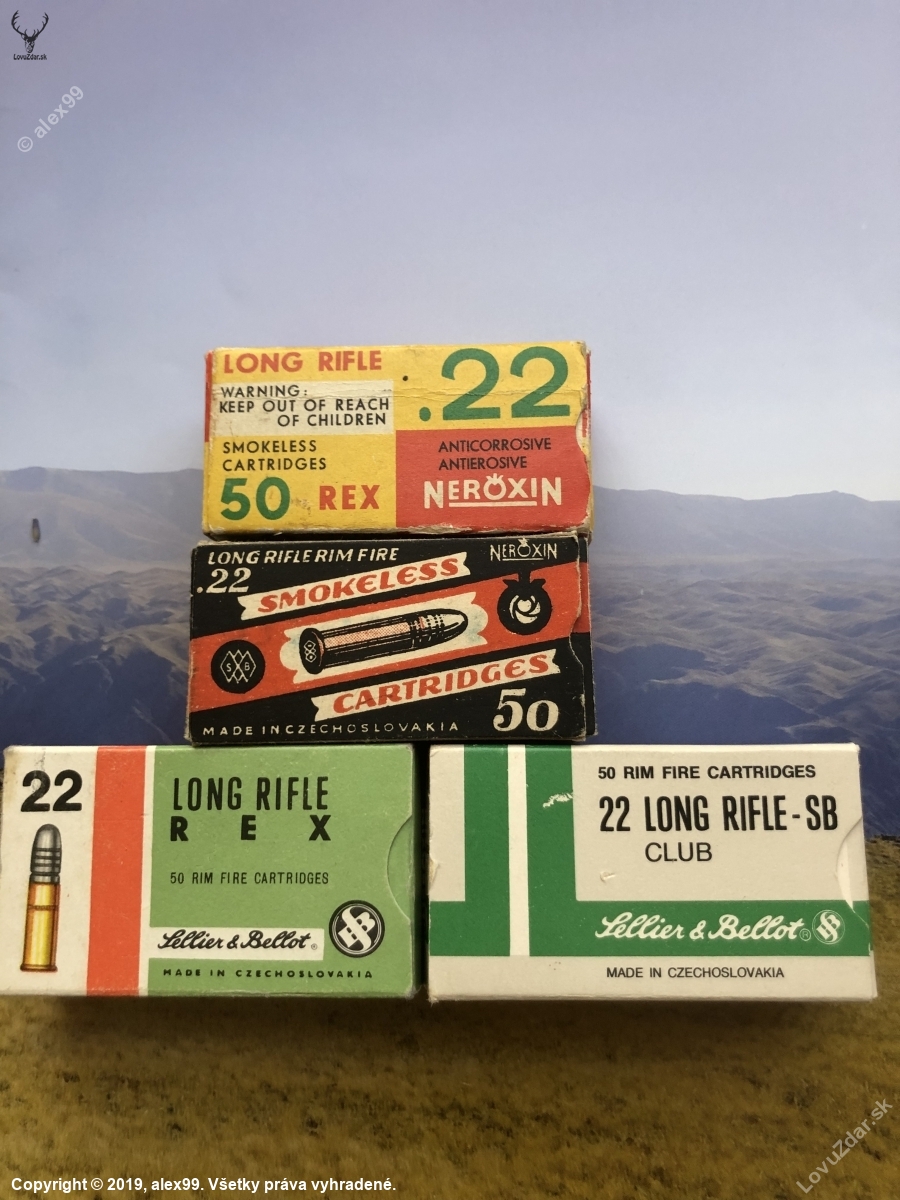 LovuZdar.sk
© alex99
LONG RIFLE
.22
WARNING:
KEEP OUT OF REACH
OF CHILDREN
SMOKELESS
CARTRIDGES
50 REX
ANTICORROSIVE
ANTIEROSIVE
NEROXIN
LONG RIFLE RIM FIRE
.22
SMOKELESS
NEROXIN
SB
CARTRIDGES
50
MADE IN CZECHOSLOVAKIA
22
LONG RIFLE
REX
50 RIM FIRE CARTRIDGES
Sellier & Bellot®
SB
MADE IN CZECHOSLOVAKIA
50 RIM FIRE CARTRIDGES
22 LONG RIFLE-SB
CLUB
Sellier & Bellot®
SB
MADE IN CZECHOSLOVAKIA
LovuZdar.sk
Copyright © 2019, alex99. Všetky práva vyhradené.